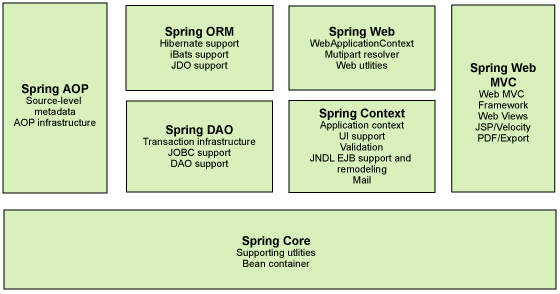 Spring AOP
Source-level
metadata
AOP infrastructure
Spring ORM
Hibernate support
iBats support
JDO support
Spring Web
WebApplicationContext
Mutipart resolver
Web utlities
Spring Web
MVC
Web MVC
Framework
Web Views
JSP/Velocity
PDF/Export
Spring DAO
Transaction infrastructure
JOBC support
DAO support
Spring Context
Application context
UI support
Validation
JNDL EJB support and
remodeling
Mail
Spring Core
Supporting utlities
Bean container